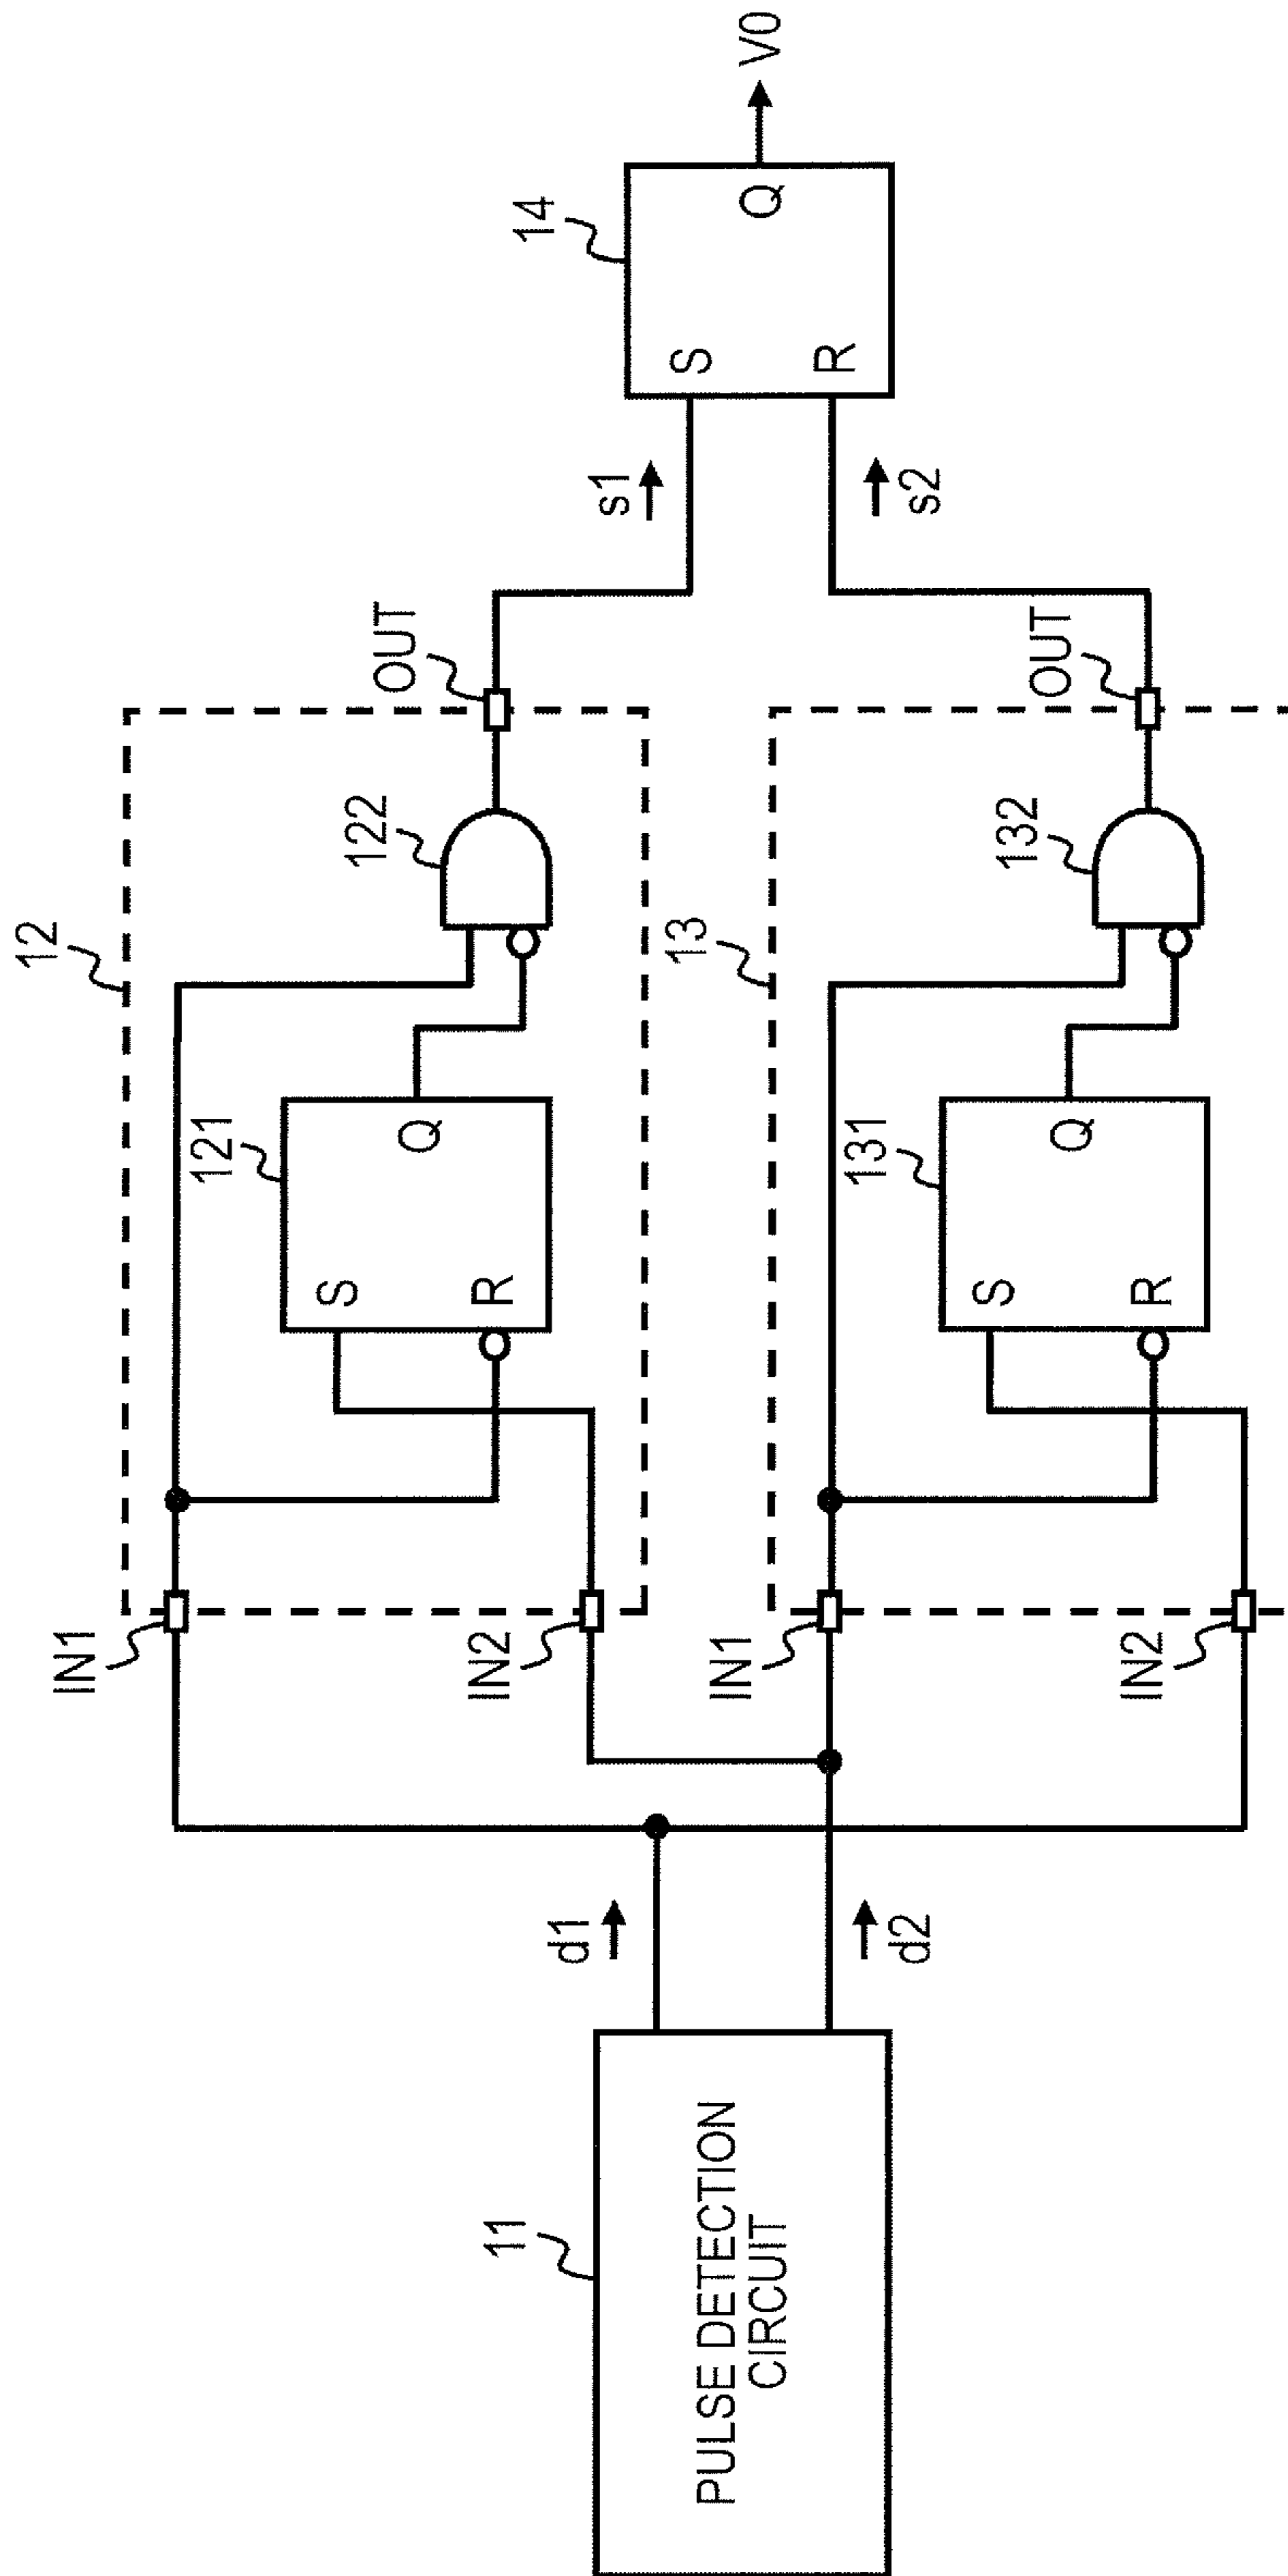 11
PULSE DETECTION
CIRCUIT
d1
d2
IN1
IN2
IN1
IN2
12
121
S
R
Q
122
OUT
13
131
S
R
Q
132
OUT
s1
s2
14
S
R
Q
V0